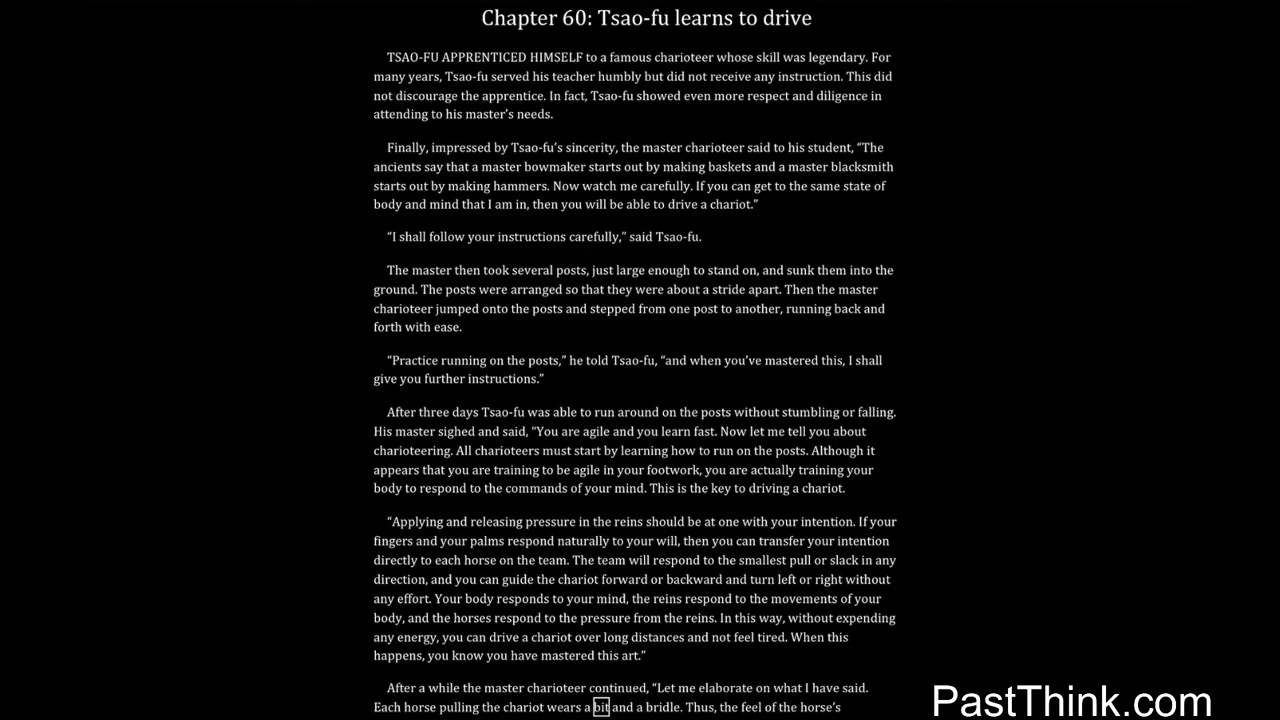 Chapter 60: Tsao-fu learns to drive
TSAO-FU APPRENTICED HIMSELF to a famous charioteer whose skill was legendary. For
many years, Tsao-fu served his teacher humbly but did not receive any instruction. This did
not discourage the apprentice. In fact, Tsao-fu showed even more respect and diligence in
attending to his master’s needs.
Finally, impressed by Tsao-fu’s sincerity, the master charioteer said to his student, “The
ancients say that a master bowmaker starts out by making baskets and a master blacksmith
starts out by making hammers. Now watch me carefully. If you can get to the same state of
body and mind that I am in, then you will be able to drive a chariot.”
“I shall follow your instructions carefully,” said Tsao-fu.
The master then took several posts, just large enough to stand on, and sunk them into the
ground. The posts were arranged so that they were about a stride apart. Then the master
charioteer jumped onto the posts and stepped from one post to another, running back and
forth with ease.
“Practice running on the posts,” he told Tsao-fu, “and when you’ve mastered this, I shall
give you further instructions.”
After three days Tsao-fu was able to run around on the posts without stumbling or falling.
His master sighed and said, “You are agile and you learn fast. Now let me tell you about
charioteering. All charioteers must start by learning how to run on the posts. Although it
appears that you are training to be agile in your footwork, you are actually training your
body to respond to the commands of your mind. This is the key to driving a chariot.
“Applying and releasing pressure in the reins should be at one with your intention. If your
fingers and your palms respond naturally to your will, then you can transfer your intention
directly to each horse on the team. The team will respond to the smallest pull or slack in any
direction, and you can guide the chariot forward or backward and turn left or right without
any effort. Your body responds to your mind, the reins respond to the movements of your
body, and the horses respond to the pressure from the reins. In this way, without expending
any energy, you can drive a chariot over long distances and not feel tired. When this
happens, you know you have mastered this art.”
After a while the master charioteer continued, “Let me elaborate on what I have said.
Each horse pulling the chariot wears a bit and a bridle. Thus, the feel of the horse’s
PastThink.com